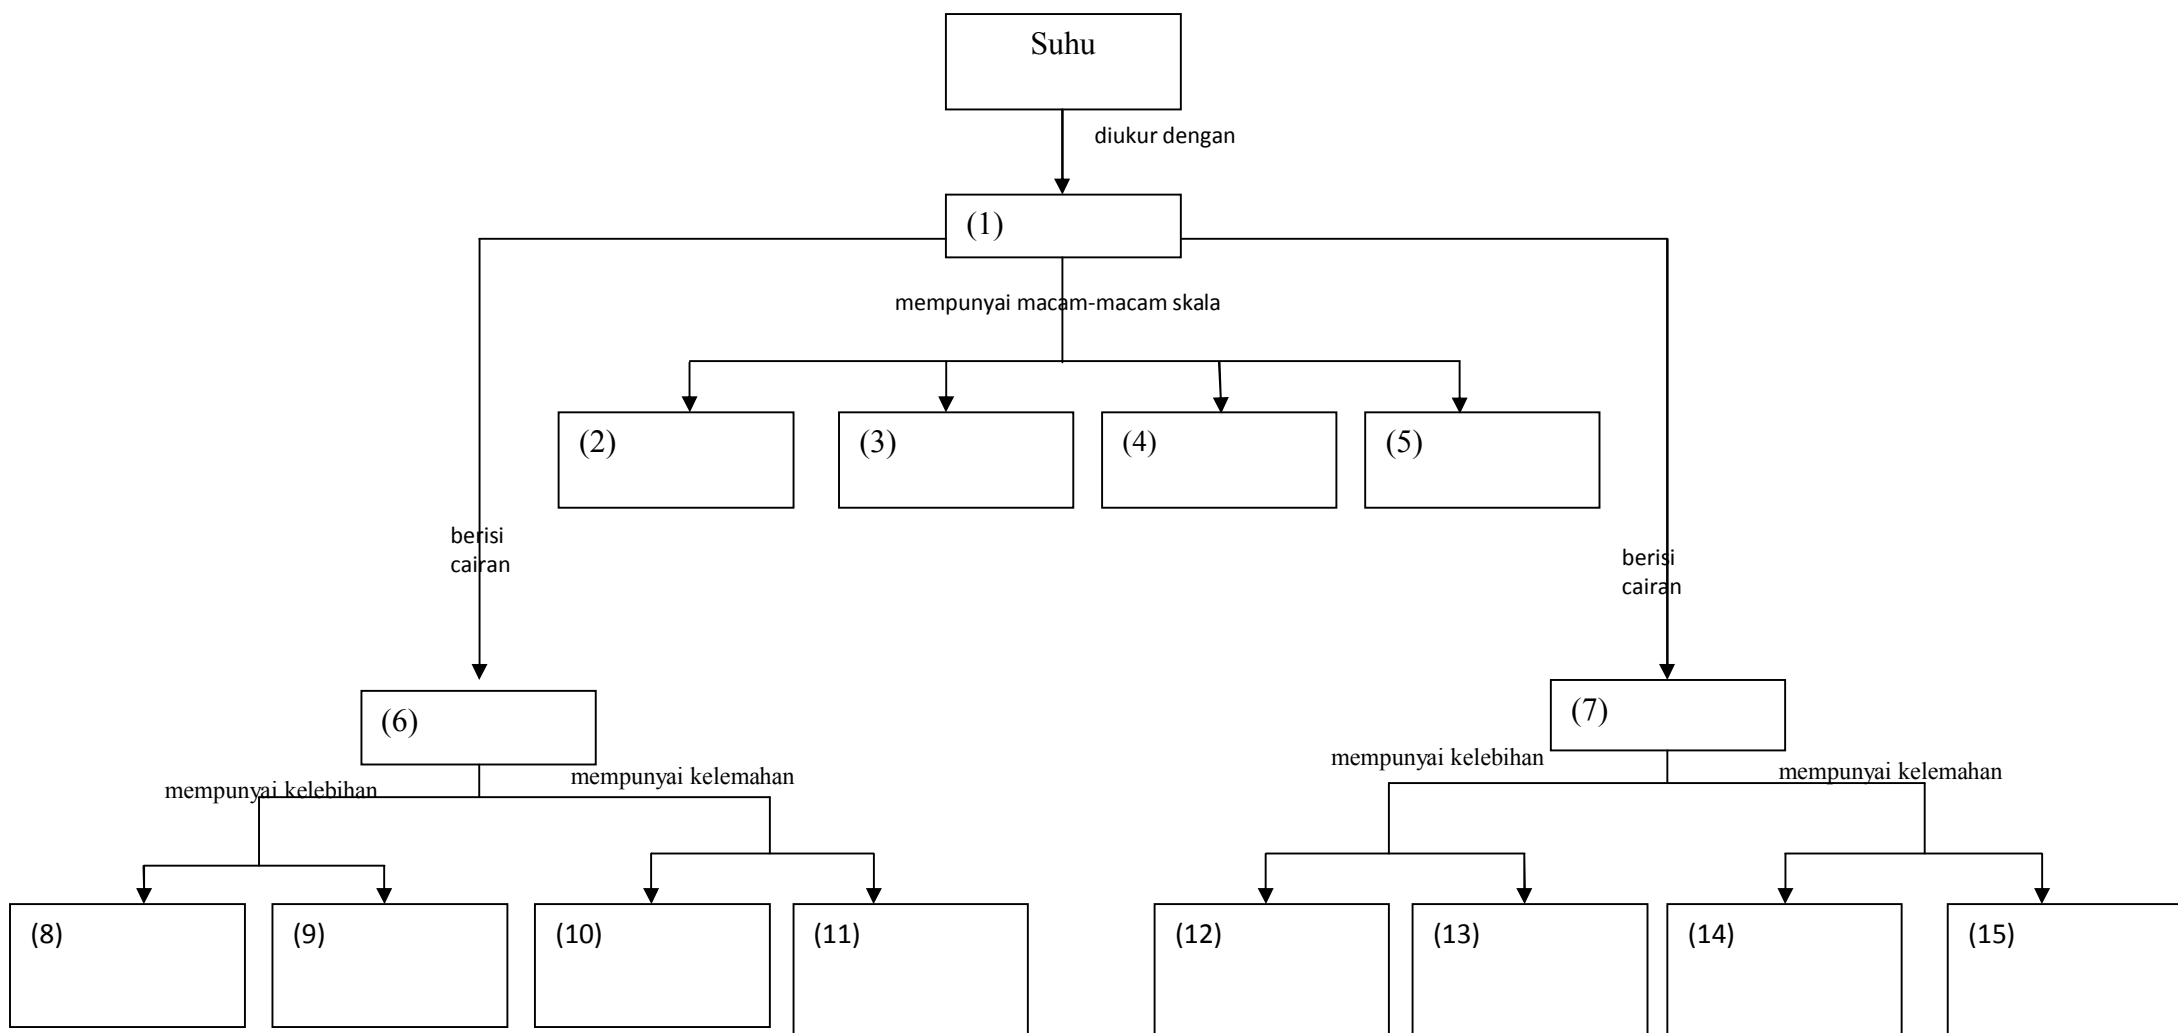 Suhu
diukur dengan
(1)
mempunyai macam-macam skala
(2)
(3)
(4)
(5)
berisi
cairan
berisi
cairan
(6)
(7)
mempunyai kelebihan
mempunyai kelemahan
mempunyai kelebihan
mempunyai kelemahan
(8)
(9)
(10)
(11)
(12)
(13)
(14)
(15)